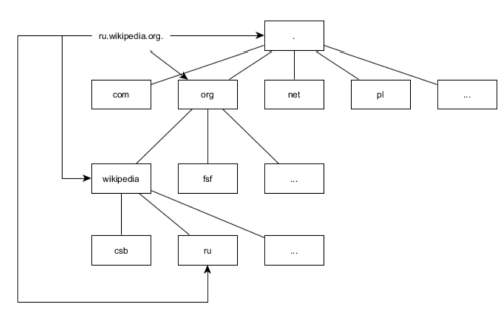 ru.wikipedia.org.
.
com
org
net
pl
...
wikipedia
fsf
...
csb
ru
...